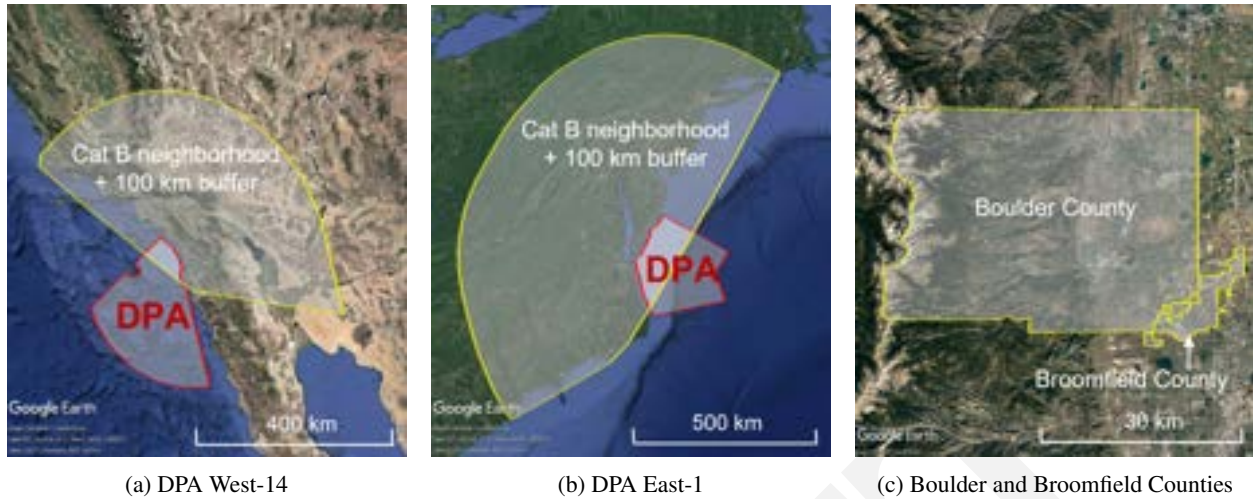 Cat B neighborhood
+ 100 km buffer
DPA
Google Earth
400 km
(a) DPA West-14
Cat B neighborhood
+ 100 km buffer
DPA
Google Earth
500 km
(b) DPA East-1
Boulder County
Broomfield County
Google Earth
30 km
(c) Boulder and Broomfield Counties